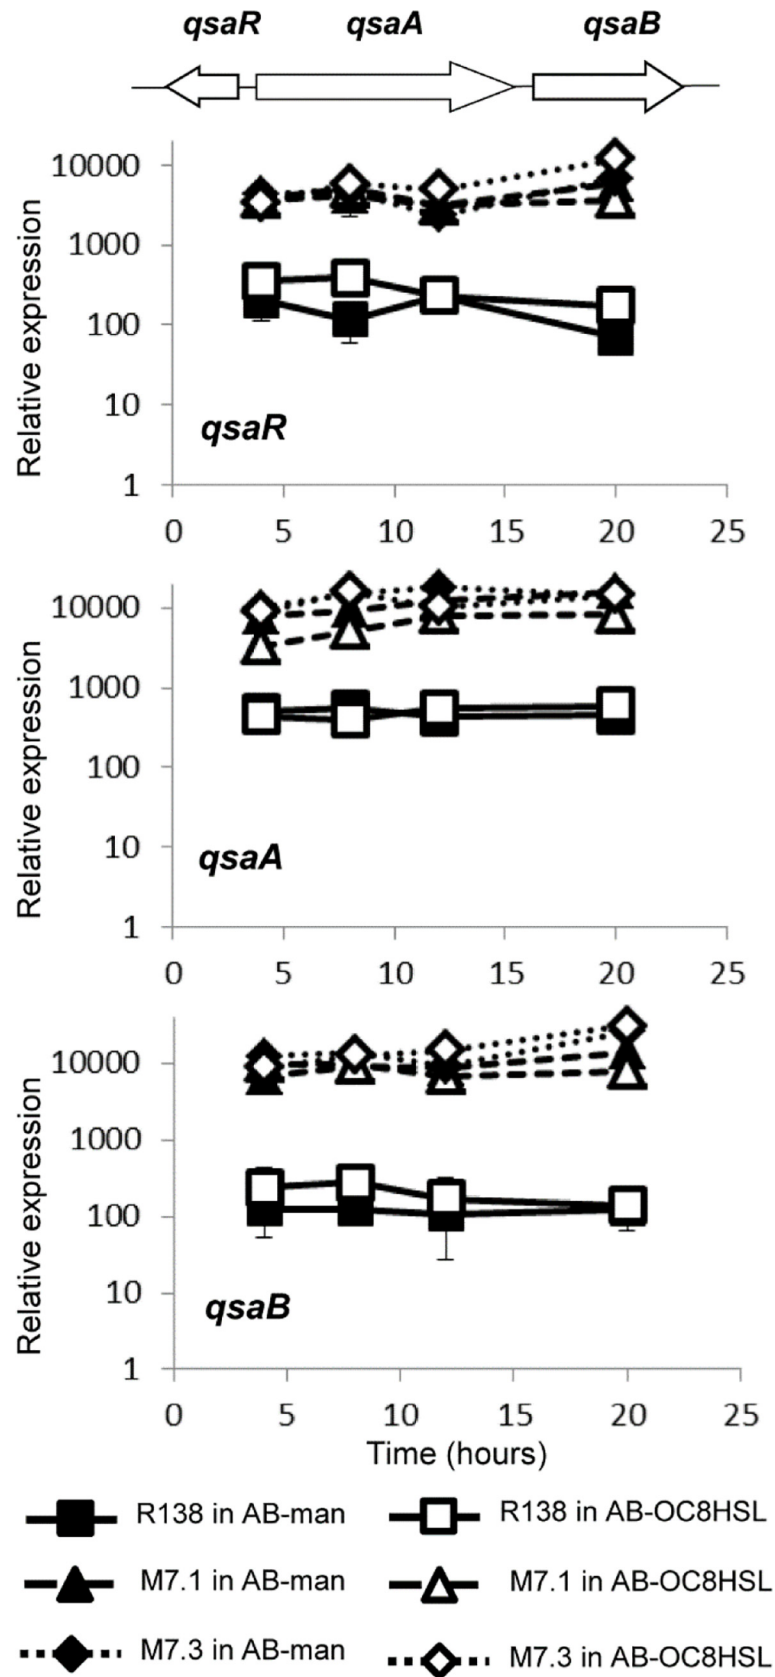 qsaR qsaA qsaB
Relative expression
10000
1000
100
10
1
qsaR
0 5 10 15 20 25
Relative expression
10000
1000
100
10
1
qsaA
0 5 10 15 20 25
Relative expression
10000
1000
100
10
1
qsaB
0 5 10 15 20 25
Time (hours)
R138 in AB-man R138 in AB-OC8HSL
M7.1 in AB-man M7.1 in AB-OC8HSL
M7.3 in AB-man M7.3 in AB-OC8HSL